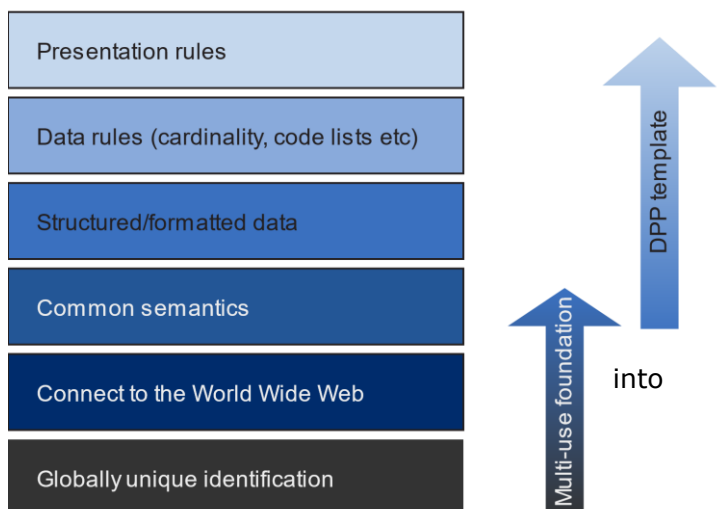 Presentation rules
Data rules (cardinality, code lists etc)
Structured/formatted data
Common semantics
Connect to the World Wide Web
Globally unique identification
Multi-use foundation
into
DPP template